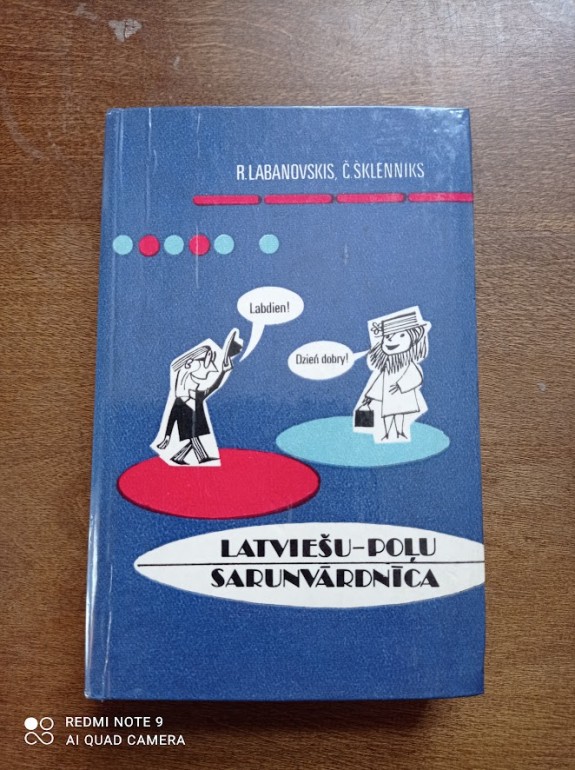 R.LABANOVSKIS, Č.ŠKLENNIKS
Labdien!
Dzień dobry!
LATVIEŠU-POĻU
SARUNVĀRDNĪCA
REDMI NOTE 9
AI QUAD CAMERA